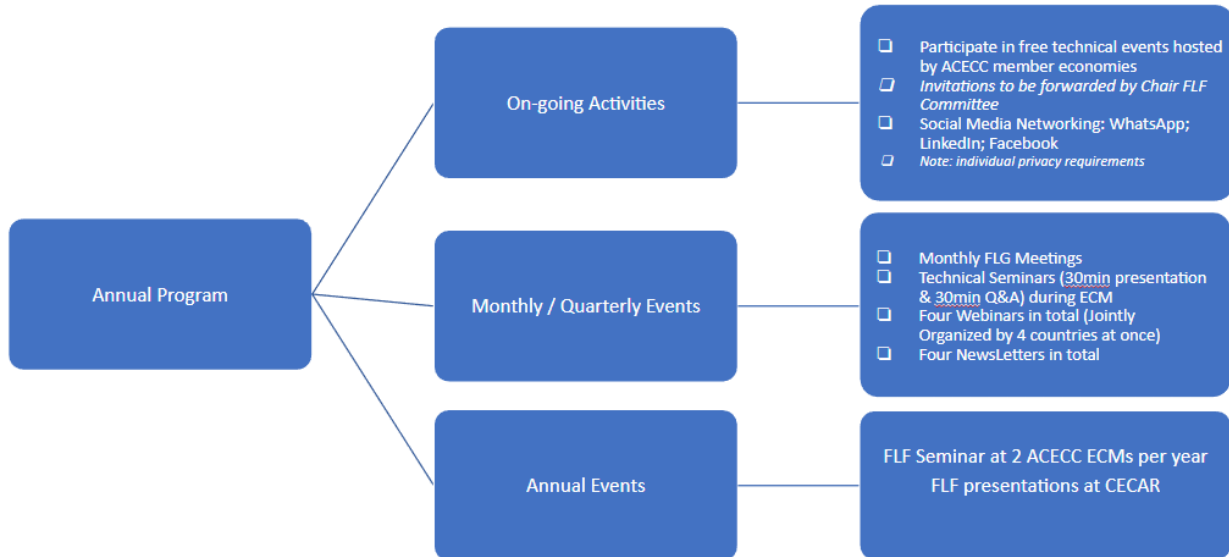 Annual Program
On-going Activities
❑ Participate in free technical events hosted
by ACECC member economies
❑ Invitations to be forwarded by Chair FLF
Committee
❑ Social Media Networking: WhatsApp;
LinkedIn; Facebook
❑ Note: individual privacy requirements
Monthly / Quarterly Events
❑ Monthly FLG Meetings
❑ Technical Seminars (30min presentation
& 30min Q&A) during ECM
❑ Four Webinars in total (Jointly
Organized by 4 countries at once)
❑ Four NewsLetters in total
Annual Events
FLF Seminar at 2 ACECC ECMs per year
FLF presentations at CECAR